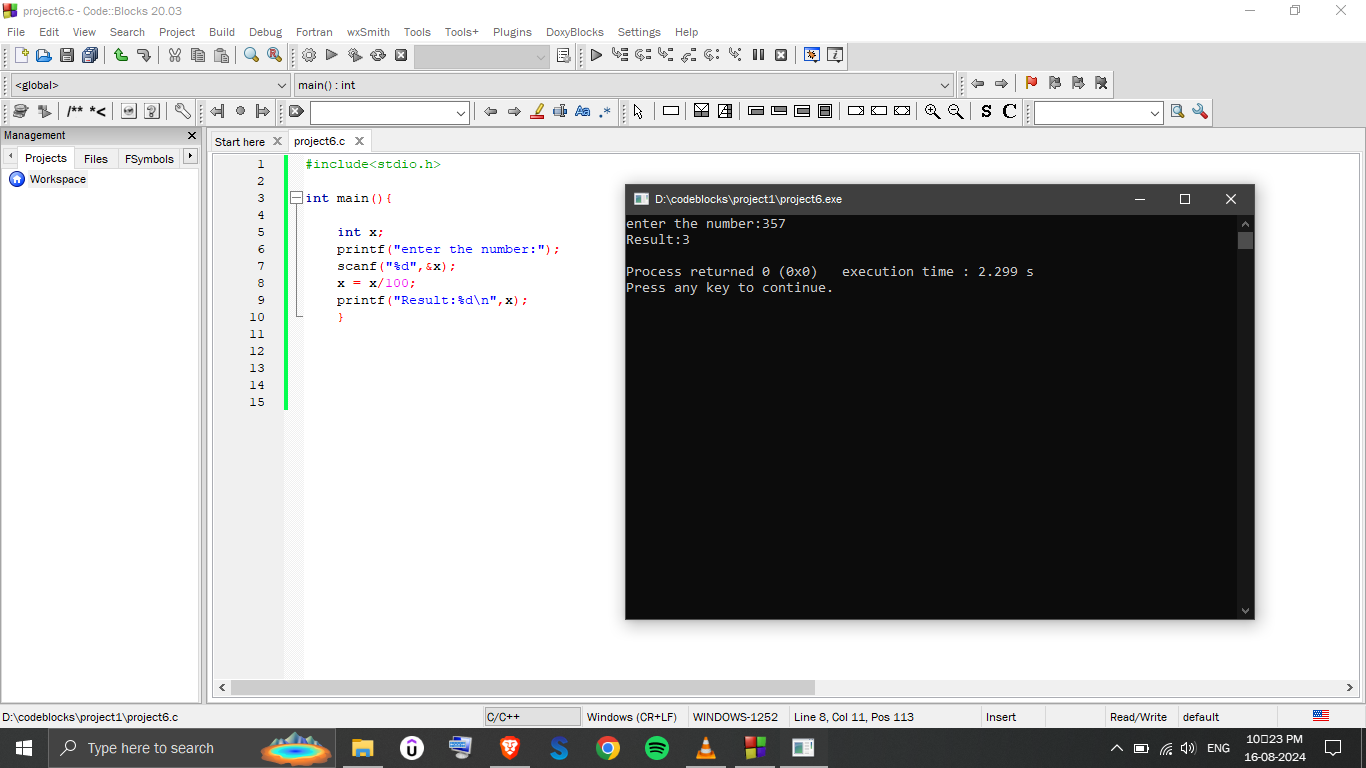 project6.c - Code::Blocks 20.03
File Edit View Search Project Build Debug Fortran wxSmith Tools Tools+ Plugins DoxyBlocks Settings Help
<global> main() : int
/** *< Aa .* S C
Management
Start here project6.c
Projects Files FSymbols
Workspace
1 #include<stdio.h>
2
3 int main(){
4
5 int x;
6 printf("enter the number:");
7 scanf("%d",&x);
8 x = x/100;
9 printf("Result:%d\n",x);
10 }
11
12
13
14
15
D:\codeblocks\project1\project6.exe
enter the number:357
Result:3
Process returned 0 (0x0) execution time : 2.299 s
Press any key to continue.
D:\codeblocks\project1\project6.c C/C++ Windows (CR+LF) WINDOWS-1252 Line 8, Col 11, Pos 113 Insert Read/Write default
Type here to search
ENG
10▯23 PM
16-08-2024